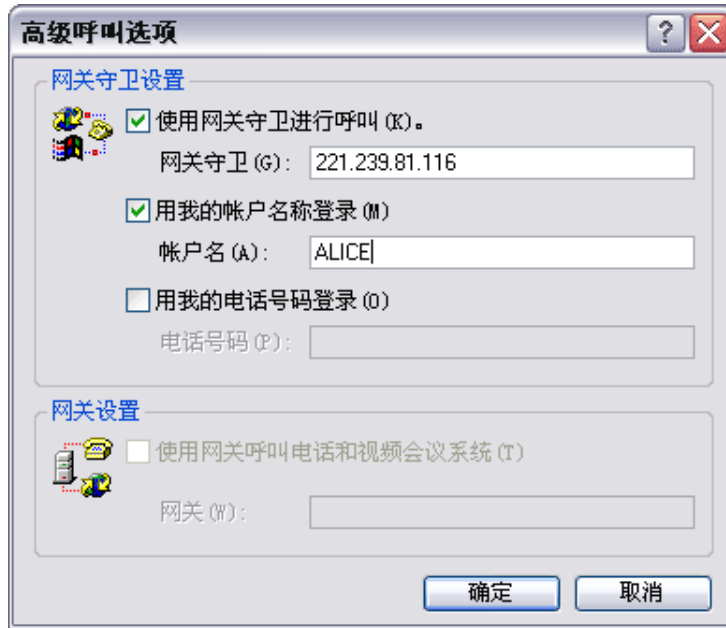 高级呼叫选项
网关守卫设置
使用网关守卫进行呼叫(K)。
网关守卫(G): 221.239.81.116
用我的帐户名称登录(M)
帐户名(A): ALICE
用我的电话号码登录(O)
电话号码(P):
网关设置
使用网关呼叫电话和视频会议系统(T)
网关(W):
确定 取消